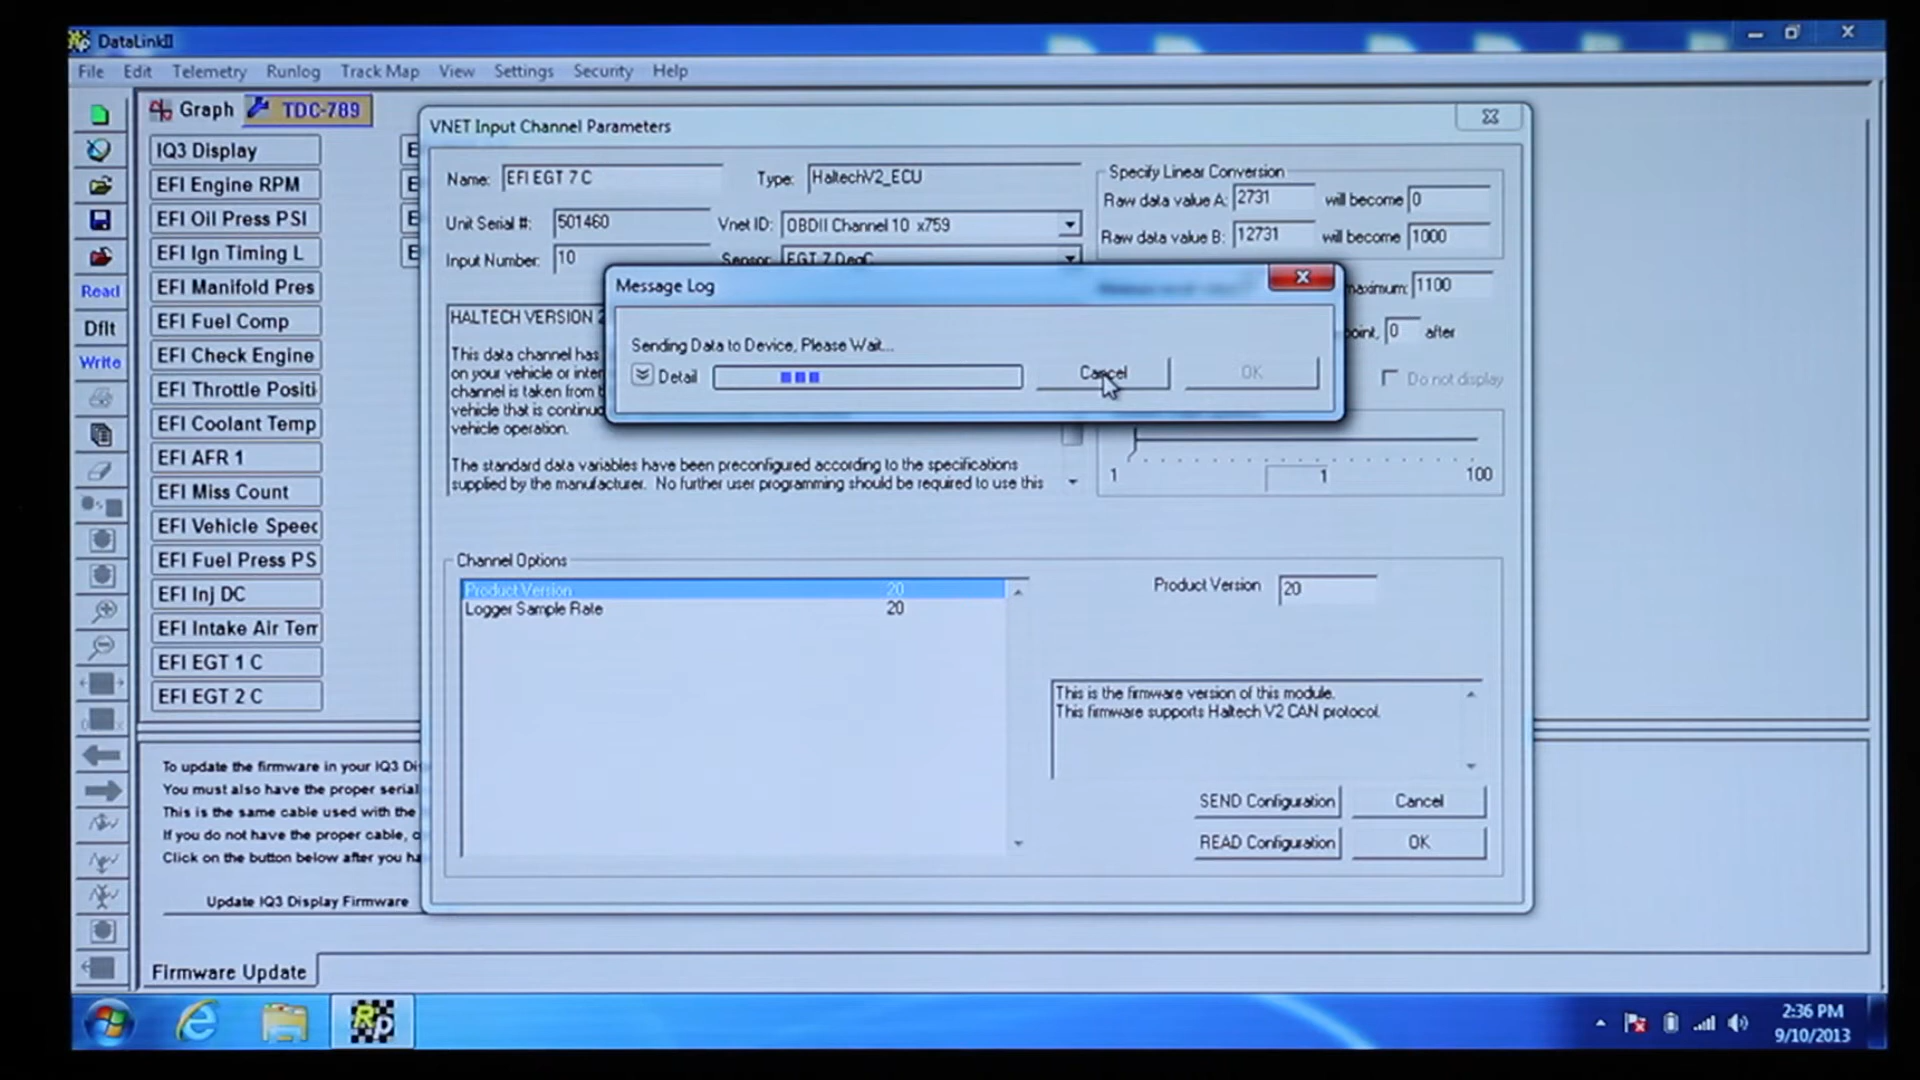 DataLinkII
File Edit Telemetry Runlog Track Map View Settings Security Help
Graph TDC-789
IQ3 Display
EFI Engine RPM
EFI Oil Press PSI
EFI Ign Timing L
EFI Manifold Pres
EFI Fuel Comp
EFI Check Engine
EFI Throttle Positi
EFI Coolant Temp
EFI AFR 1
EFI Miss Count
EFI Vehicle Speec
EFI Fuel Press PS
EFI Inj DC
EFI Intake Air Tem
EFI EGT 1 C
EFI EGT 2 C
Read
Dflt
Write
VNET Input Channel Parameters
Name: EFI EGT 7 C Type: HaltechV2_ECU
Unit Serial #: 501460 Vnet ID: OBDII Channel 10 x759
Input Number: 10 Sensor: EGT 7 DegC
Specify Linear Conversion
Raw data value A: 2731 will become 0
Raw data value B: 12731 will become 1000
maximum: 1100
point, 0 after
Do not display
1 1 100
HALTECH VERSION 2
This data channel has
on your vehicle or inter
channel is taken from t
vehicle that is continuo
vehicle operation.
The standard data variables have been preconfigured according to the specifications
supplied by the manufacturer. No further user programming should be required to use this
Message Log
Sending Data to Device, Please Wait...
Detail Cancel OK
Channel Options
Product Version 20
Logger Sample Rate 20
Product Version 20
This is the firmware version of this module.
This firmware supports Haltech V2 CAN protocol.
SEND Configuration Cancel
READ Configuration OK
To update the firmware in your IQ3 Di
You must also have the proper serial
This is the same cable used with the
If you do not have the proper cable, c
Click on the button below after you ha
Update IQ3 Display Firmware
Firmware Update
2:36 PM
9/10/2013